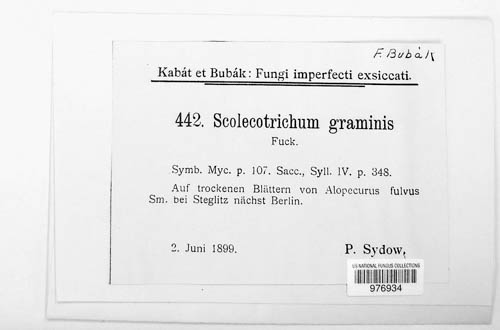 F. Bubák
Kabát et Bubák: Fungi imperfecti exsiccati.
442. Scolecotrichum graminis
Fuck.
Symb. Myc. p. 107. Sacc., Syll. IV. p. 348.
Auf trockenen Blättern von Alopecurus fulvus
Sm. bei Steglitz nächst Berlin.
2. Juni 1899. P. Sydow,
US NATIONAL FUNGUS COLLECTIONS
976934